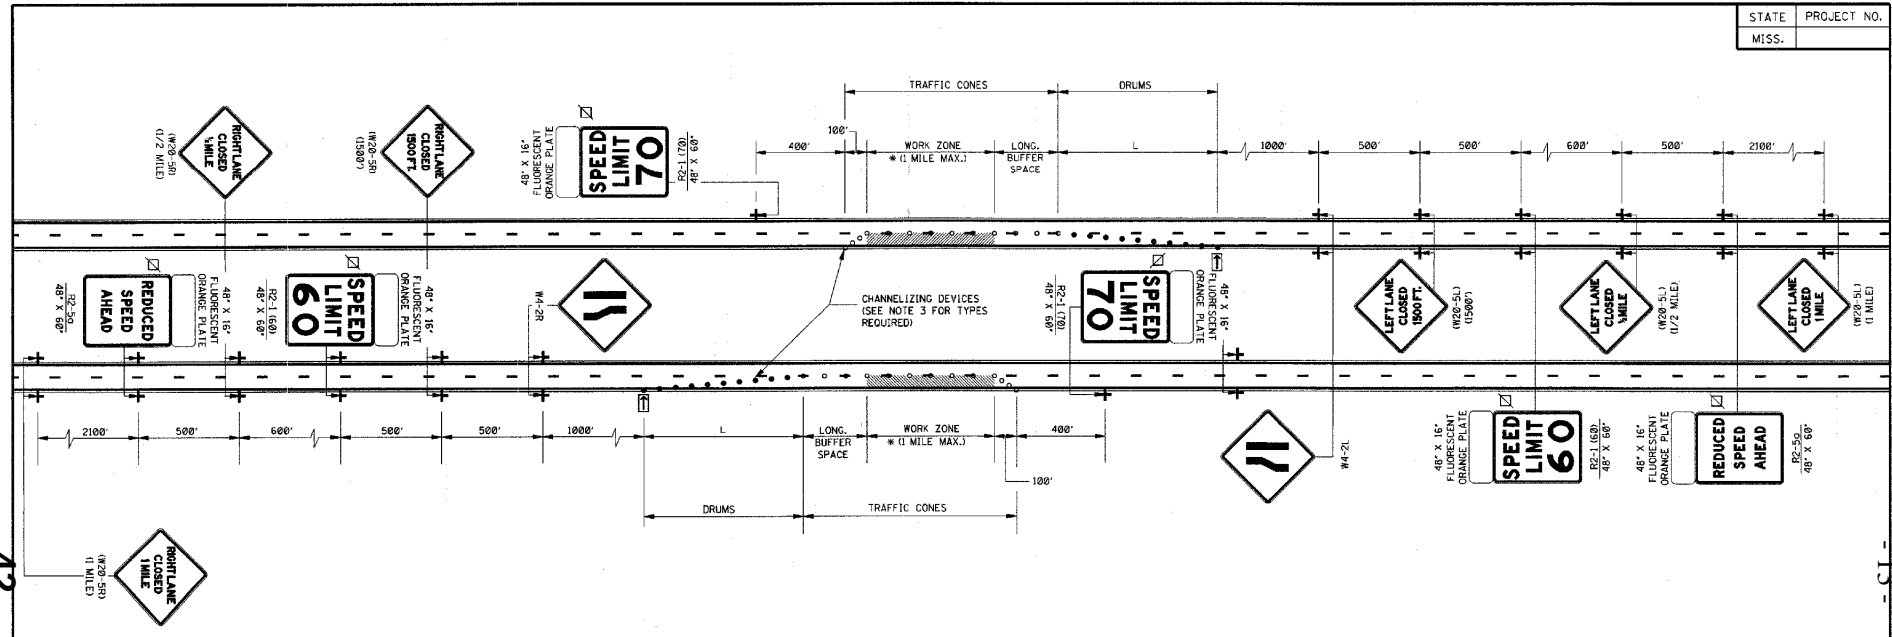 STATE PROJECT NO.
MISS.
TRAFFIC CONES
DRUMS
RIGHT LANE
CLOSED
½ MILE
(W20-5R)
(1/2 MILE)
RIGHT LANE
CLOSED
1500 FT.
(W20-5R)
(1500')
48" X 16"
FLUORESCENT
ORANGE PLATE
SPEED
LIMIT
70
R2-1 (70)
48" X 60"
400'
100'
WORK ZONE
* (1 MILE MAX.)
LONG.
BUFFER
SPACE
L
1000'
500'
500'
600'
500'
2100'
R2-5a
48" X 60"
REDUCED
SPEED
AHEAD
48" X 16"
FLUORESCENT
ORANGE PLATE
R2-1 (60)
48" X 60"
SPEED
LIMIT
60
48" X 16"
FLUORESCENT
ORANGE PLATE
W4-2R
CHANNELIZING DEVICES
(SEE NOTE 3 FOR TYPES
REQUIRED)
R2-1 (70)
48" X 60"
SPEED
LIMIT
70
48" X 16"
FLUORESCENT
ORANGE PLATE
LEFT LANE
CLOSED
1500 FT.
(W20-5L)
(1500')
LEFT LANE
CLOSED
½ MILE
(W20-5L)
(1/2 MILE)
LEFT LANE
CLOSED
1 MILE
(W20-5L)
(1 MILE)
2100'
500'
600'
500'
500'
1000'
L
LONG.
BUFFER
SPACE
WORK ZONE
* (1 MILE MAX.)
400'
100'
DRUMS
TRAFFIC CONES
W4-2L
48" X 16"
FLUORESCENT
ORANGE PLATE
SPEED
LIMIT
60
R2-1 (60)
48" X 60"
48" X 16"
FLUORESCENT
ORANGE PLATE
REDUCED
SPEED
AHEAD
R2-5a
48" X 60"
RIGHT LANE
CLOSED
1 MILE
(W20-5R)
(1 MILE)